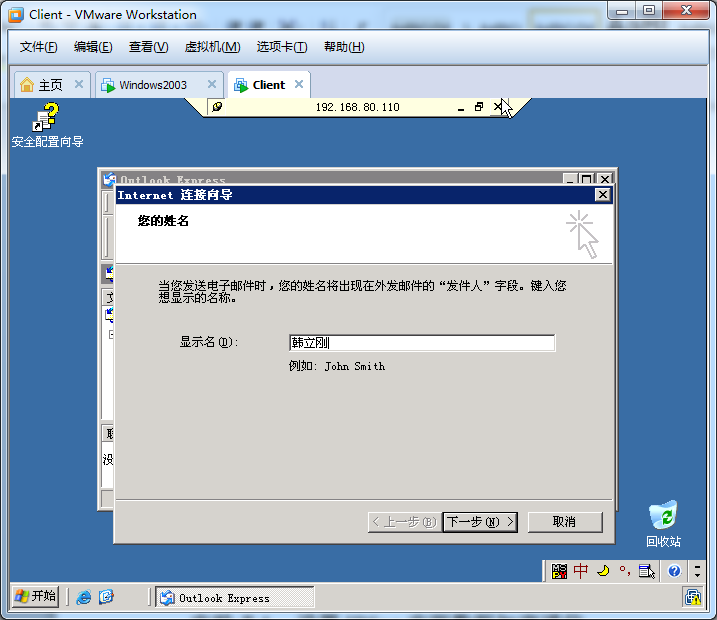 Client - VMware Workstation
文件(F) 编辑(E) 查看(V) 虚拟机(M) 选项卡(T) 帮助(H)
主页 Windows2003 Client
192.168.80.110
安全配置向导
Outlook Express
Internet 连接向导
您的姓名
当您发送电子邮件时，您的姓名将出现在外发邮件的“发件人”字段。键入您
想显示的名称。
显示名(D): 韩立刚
例如: John Smith
< 上一步(B) 下一步(N) > 取消
回收站
中
开始 Outlook Express